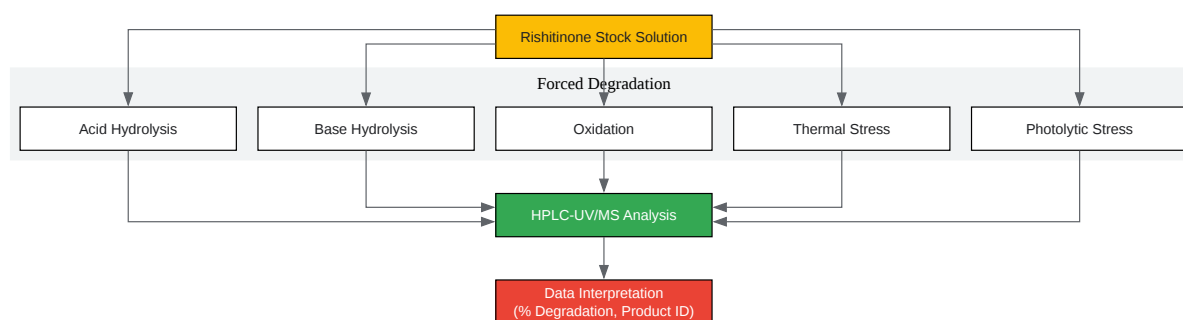 Rishitinone Stock Solution
Forced Degradation
Acid Hydrolysis
Base Hydrolysis
Oxidation
Thermal Stress
Photolytic Stress
HPLC-UV/MS Analysis
Data Interpretation
(% Degradation, Product ID)